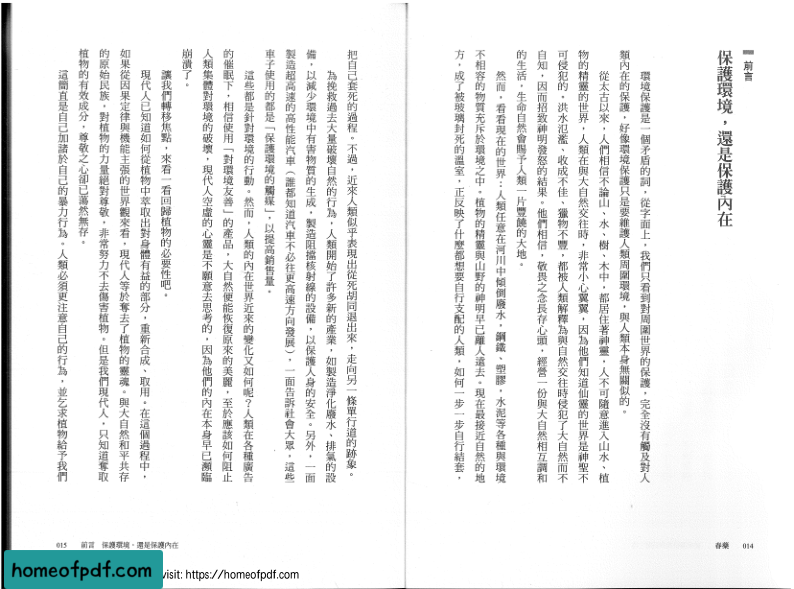 前言
保護環境，還是保護內在
環境保護是一個矛盾的詞，從字面上，我們只看到對周圍世界的保護，完全沒有觸及對人
類內在的保護，好像環境保護只是要維護人類周圍環境，與人類本身無關似的。
從太古以來，人們相信不論山、水、樹、木中，都居住著神靈，人不可隨意進入山水、植
物的精靈的世界，人類在與大自然交往時，非常小心翼翼，因為他們知道仙靈的世界是神聖不
可侵犯的，洪水氾濫、收成不佳、獵物不豐，都被人類解釋為與自然交往時侵犯了大自然而不
自知，因而招致神明發怒的結果。他們相信，敬畏之念長存心頭，經營一份與大自然相互調和
的生活，生命自然會賜予人類一片豐饒的大地。
然而，看看現在的世界：人類任意在河川中傾倒廢水，鋼鐵、塑膠、水泥等各種與環境
不相容的物質充斥於環境之中。植物的精靈與山野的神明早已離人遠去。現在最接近自然的地
方，成了被玻璃封死的溫室，正反映了什麼都想要自行支配的人類，如何一步一步自行結套，
春藥 014
把自己套死的過程。不過，近來人類似乎表現出從死胡同退出來，走向另一條單行道的跡象。
為挽救過去大量破壞自然的行為，人類開始了許多新的產業，如製造淨化廢水、排氣的設
備，以減少環境中有害物質的生成，製造阻擋核射線的設備，以保護人身的安全。另外，一面
製造超高速的高性能汽車（誰都知道汽車不必往更高速方向發展），一面告訴社會大眾，這些
車子使用的都是「保護環境的觸媒」，以提高銷售量。
這些都是針對環境的行動。然而，人類的內在世界近來的變化又如何呢？人類在各種廣告
的催眠下，相信使用「對環境友善」的產品，大自然便能恢復原來的美麗，至於應該如何阻止
人類集體對環境的破壞，現代人空虛的心靈是不願意去思考的，因為他們的內在本身早已瀕臨
崩潰了。
讓我們轉移焦點，來看一看回歸植物的必要性吧。
現代人已知道如何從植物中萃取出對身體有益的部分，重新合成、取用。在這個過程中，
如果從因果定律與機能主張的世界觀來看，現代人等於奪去了植物的靈魂。與大自然和平共存
的原始民族，對植物的力量絕對尊敬，非常努力不去傷害植物。但是我們現代人，只知道奪取
植物的有效成分，尊敬之心卻已蕩然無存。
這簡直是自己加諸於自己的暴力行為。人類必須更注意自己的行為，並乞求植物給予我們
015 前言 保護環境，還是保護內在
homeofpdf.com
visit: https://homeofpdf.com